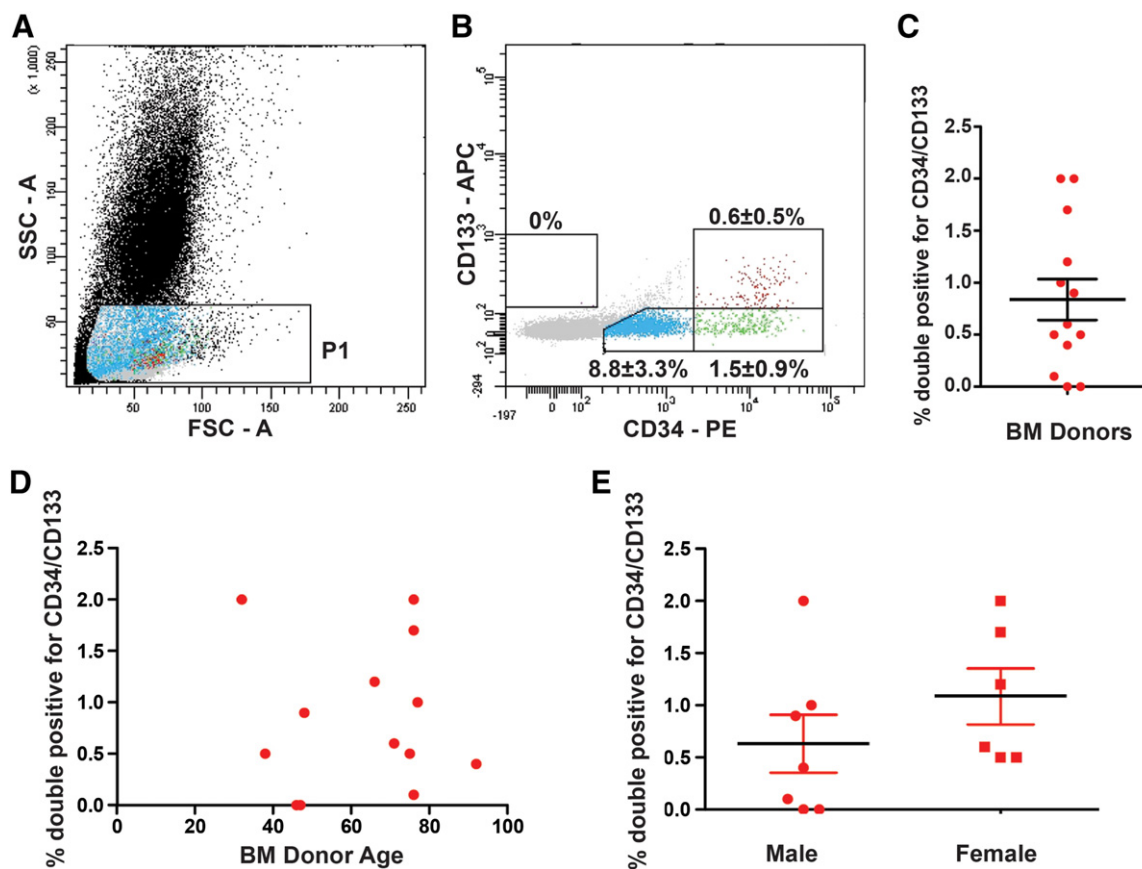 A
(x 1,000)
SSC - A
250
200
150
100
50
P1
50 100 150 200 250
FSC - A
B
CD133 - APC
10^5
10^4
10^3
10^2
-10^2
-294
0%
0.6±0.5%
8.8±3.3%
1.5±0.9%
-197 0 10^2 10^3 10^4 10^5
CD34 - PE
C
% double positive for CD34/CD133
2.5
2.0
1.5
1.0
0.5
0.0
BM Donors
D
% double positive for CD34/CD133
2.5
2.0
1.5
1.0
0.5
0.0
0 20 40 60 80 100
BM Donor Age
E
% double positive for CD34/CD133
2.5
2.0
1.5
1.0
0.5
0.0
Male Female